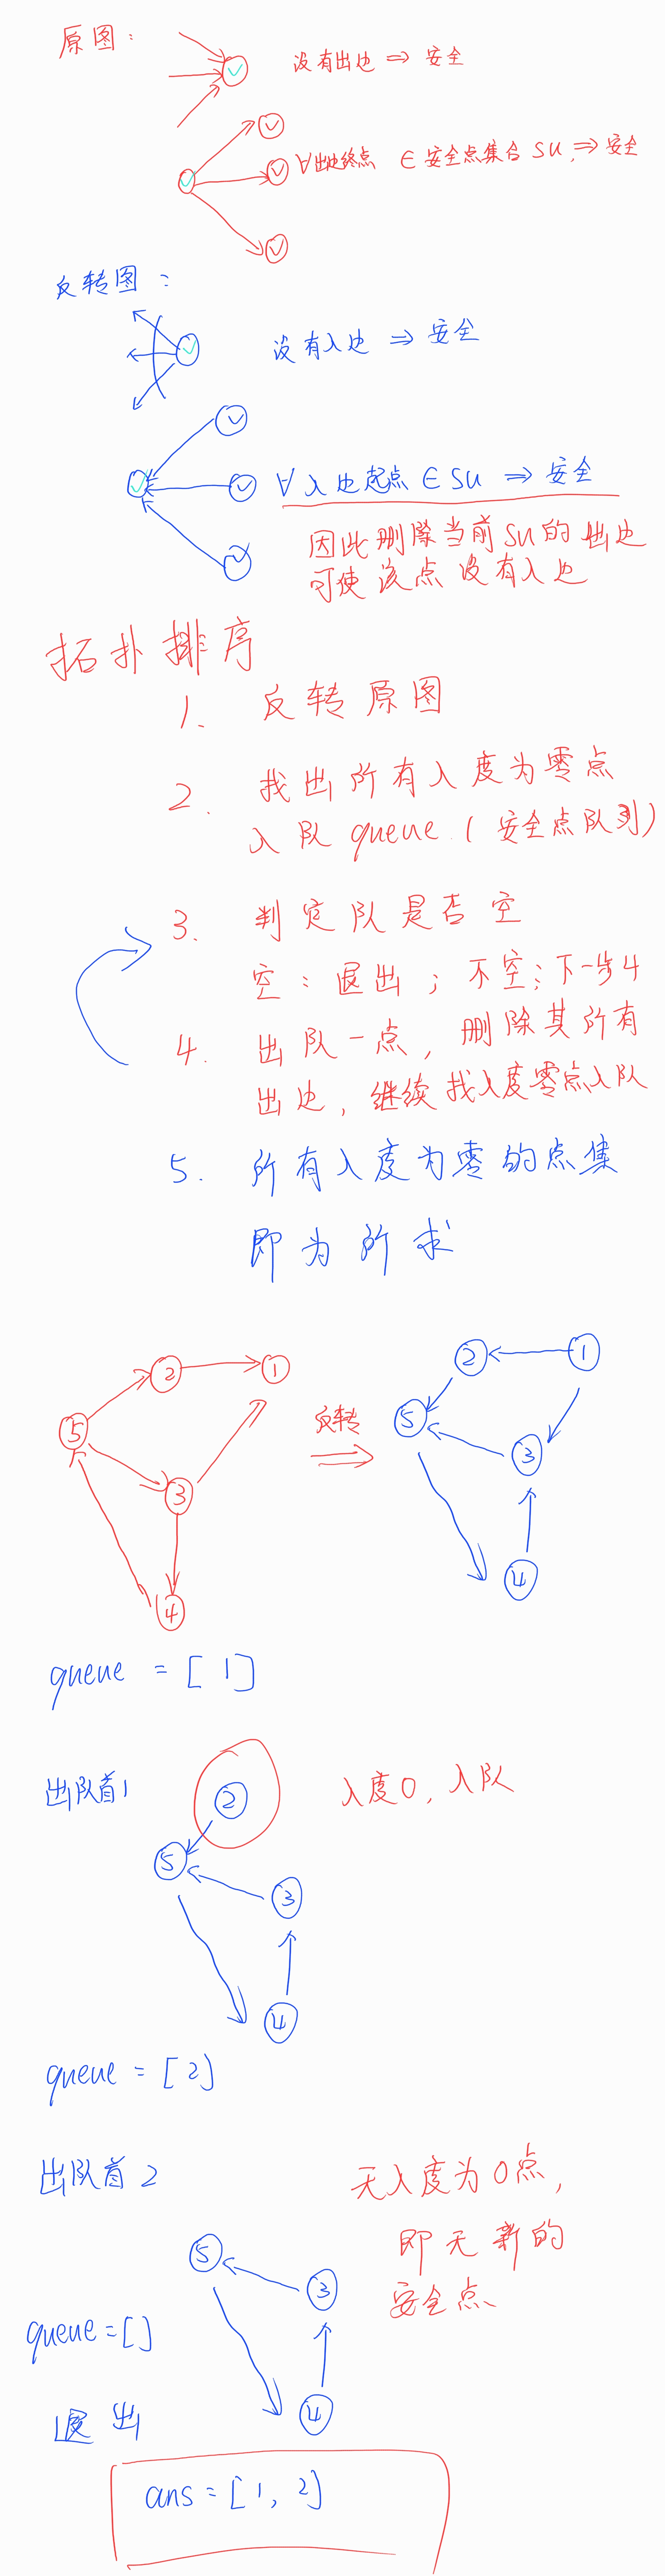 原图：
没有出边 ⇒ 安全
∀出边终点 ∈ 安全点集合 SU, ⇒ 安全
反转图：
没有入边 ⇒ 安全
∀入边起点 ∈ SU ⇒ 安全
因此删除当前SU的出边
可使该点没有入边
拓扑排序
1. 反转原图
2. 找出所有入度为零点
入队 queue (安全点队列)
3. 判定队是否空
空：退出；不空：下一步4
4. 出队一点，删除其所有
出边，继续找入度零点入队
5. 所有入度为零的点集
即为所求
2 1
5
3
4
反转
⇒
2 1
5
3
4
queue = [1]
出队首1
2
入度0，入队
5
3
4
queue = [2]
出队首2
无入度为0点，
即无新的
安全点
5
3
4
queue = []
退出
ans = [1, 2]